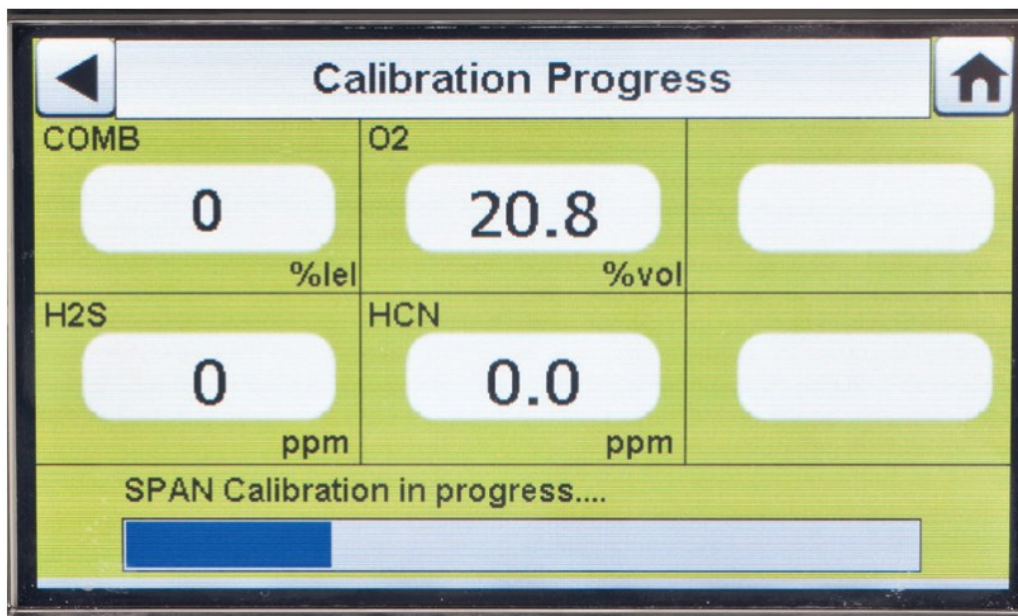 Calibration Progress
COMB
0
%lel
O2
20.8
%vol
H2S
0
ppm
HCN
0.0
ppm
SPAN Calibration in progress....